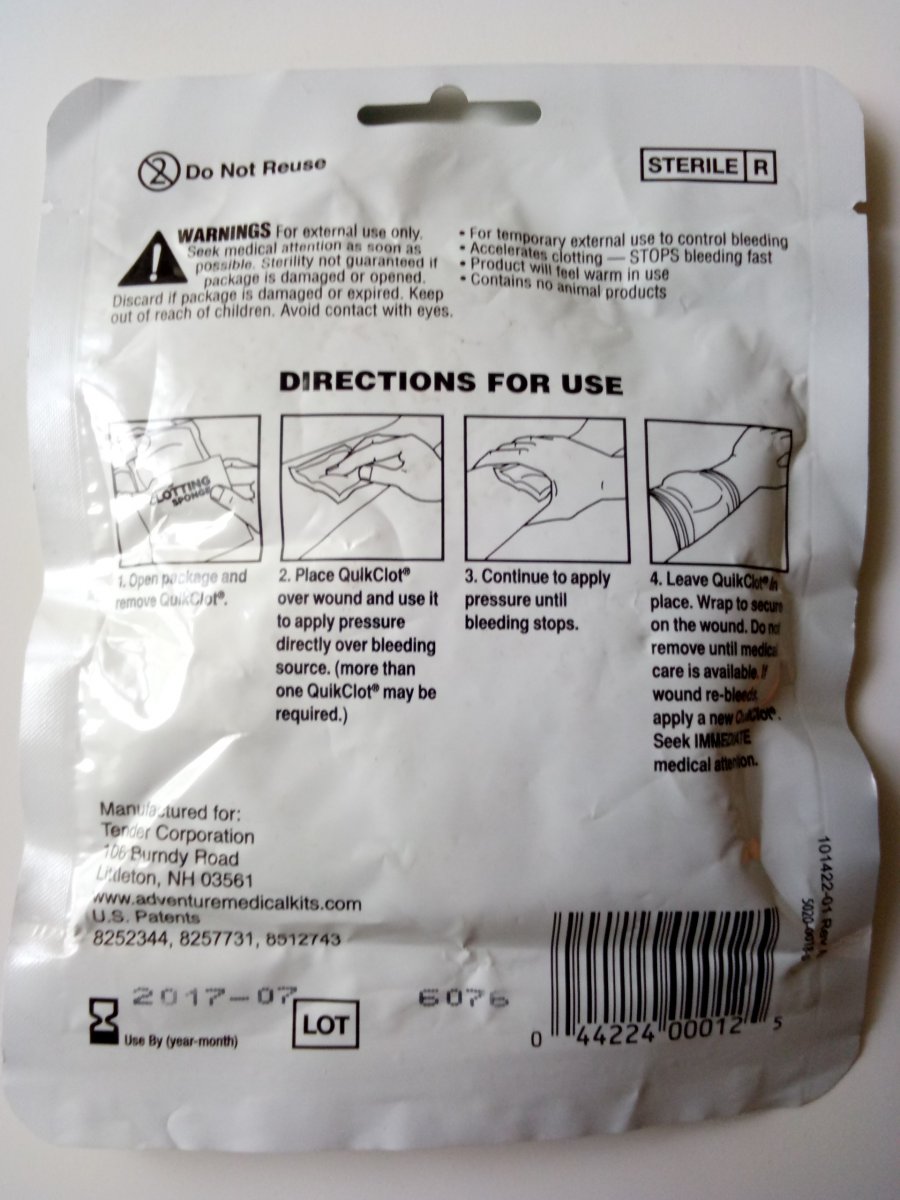 2 Do Not Reuse
STERILE R
WARNINGS For external use only.
Seek medical attention as soon as
possible. Sterility not guaranteed if
package is damaged or opened.
Discard if package is damaged or expired. Keep
out of reach of children. Avoid contact with eyes.
• For temporary external use to control bleeding
• Accelerates clotting — STOPS bleeding fast
• Product will feel warm in use
• Contains no animal products
DIRECTIONS FOR USE
CLOTTING
SPONGE
1. Open package and
remove QuikClot®.
2. Place QuikClot®
over wound and use it
to apply pressure
directly over bleeding
source. (more than
one QuikClot® may be
required.)
3. Continue to apply
pressure until
bleeding stops.
4. Leave QuikClot® in
place. Wrap to secure
on the wound. Do not
remove until medical
care is available. If
wound re-bleeds,
apply a new QuikClot®.
Seek IMMEDIATE
medical attention.
Manufactured for:
Tender Corporation
106 Burndy Road
Littleton, NH 03561
www.adventuremedicalkits.com
U.S. Patents
8252344, 8257731, 8512743
2017-07
Use By (year-month)
LOT
6076
0 44224 00012 5
101422-01 Rev A